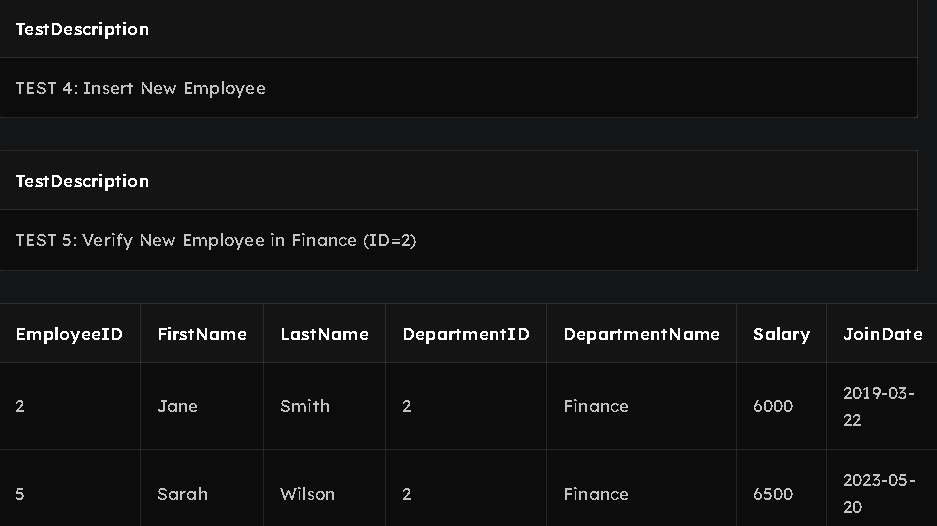 TestDescription
TEST 4: Insert New Employee
TestDescription
TEST 5: Verify New Employee in Finance (ID=2)
EmployeeID FirstName LastName DepartmentID DepartmentName Salary JoinDate
2 Jane Smith 2 Finance 6000 2019-03-
22
5 Sarah Wilson 2 Finance 6500 2023-05-
20